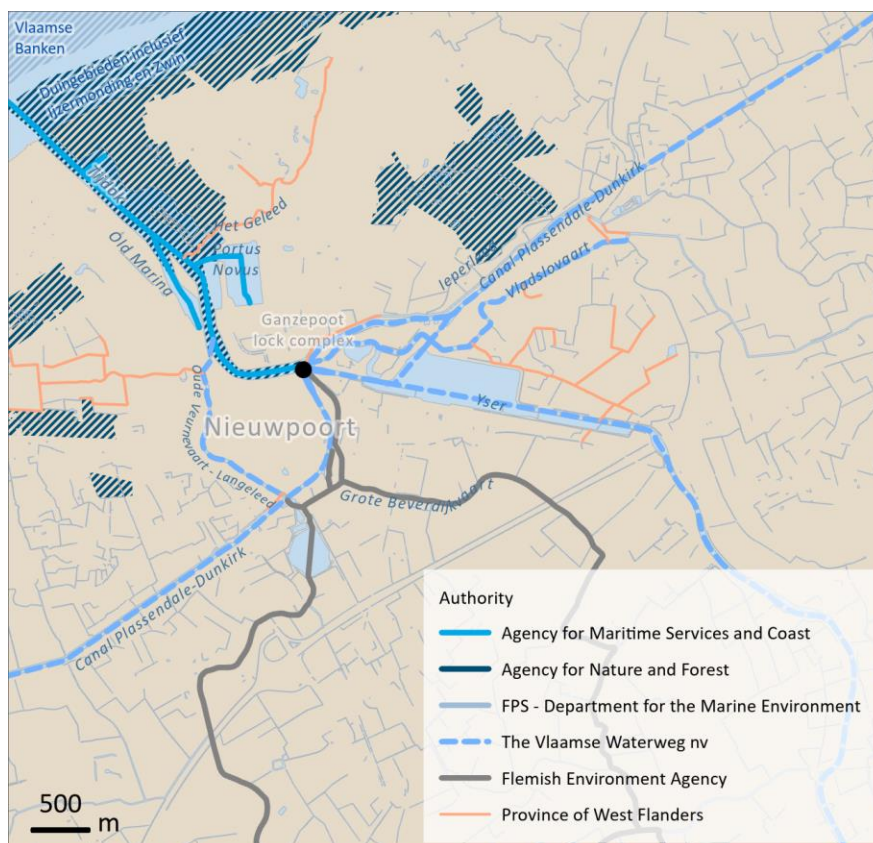 Vlaamse
Banken
Duingebieden inclusief
Ijzermonding en Zwin
Het Geleed
Old Marina
Portus
Novus
Ieperleed
Canal Plassendale-Dunkirk
Vladslovaart
Ganzepoot
lock complex
Yser
Oude Veurnevaart - Langeleed
Nieuwpoort
Grote Beverdijkvaart
Canal Plassendale-Dunkirk
Authority
Agency for Maritime Services and Coast
Agency for Nature and Forest
FPS - Department for the Marine Environment
The Vlaamse Waterweg nv
Flemish Environment Agency
Province of West Flanders
500
m